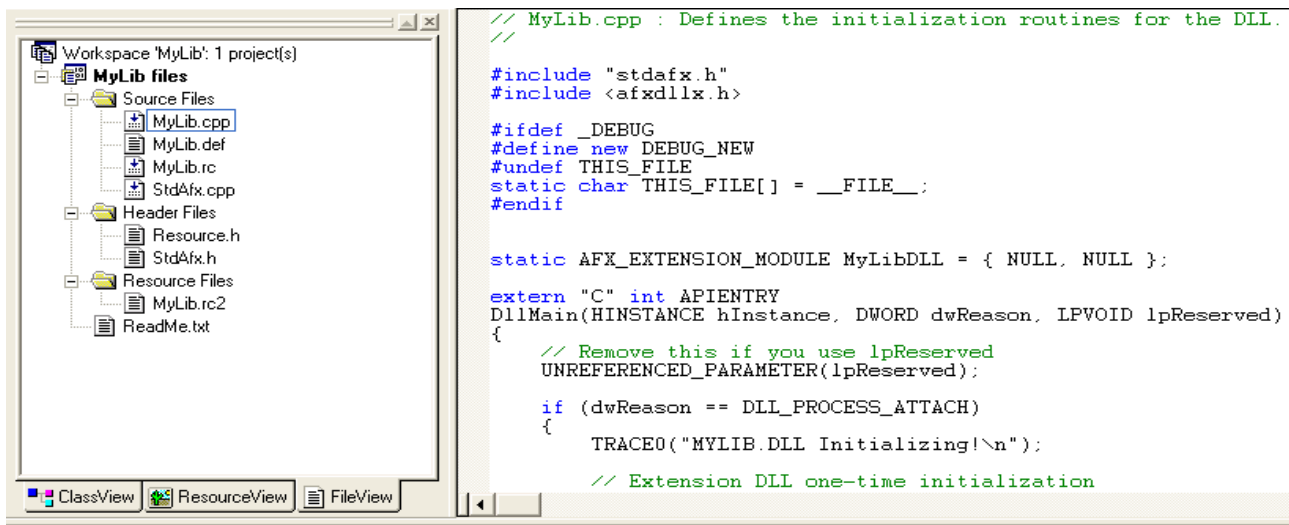 Workspace 'MyLib': 1 project(s)
MyLib files
Source Files
MyLib.cpp
MyLib.def
MyLib.rc
StdAfx.cpp
Header Files
Resource.h
StdAfx.h
Resource Files
MyLib.rc2
ReadMe.txt
ClassView ResourceView FileView
// MyLib.cpp : Defines the initialization routines for the DLL.
//
#include "stdafx.h"
#include <afxdllx.h>
#ifdef _DEBUG
#define new DEBUG_NEW
#undef THIS_FILE
static char THIS_FILE[] = __FILE__;
#endif
static AFX_EXTENSION_MODULE MyLibDLL = { NULL, NULL };
extern "C" int APIENTRY
DllMain(HINSTANCE hInstance, DWORD dwReason, LPVOID lpReserved)
{
// Remove this if you use lpReserved
UNREFERENCED_PARAMETER(lpReserved);
if (dwReason == DLL_PROCESS_ATTACH)
{
TRACE0("MYLIB.DLL Initializing!\n");
// Extension DLL one-time initialization